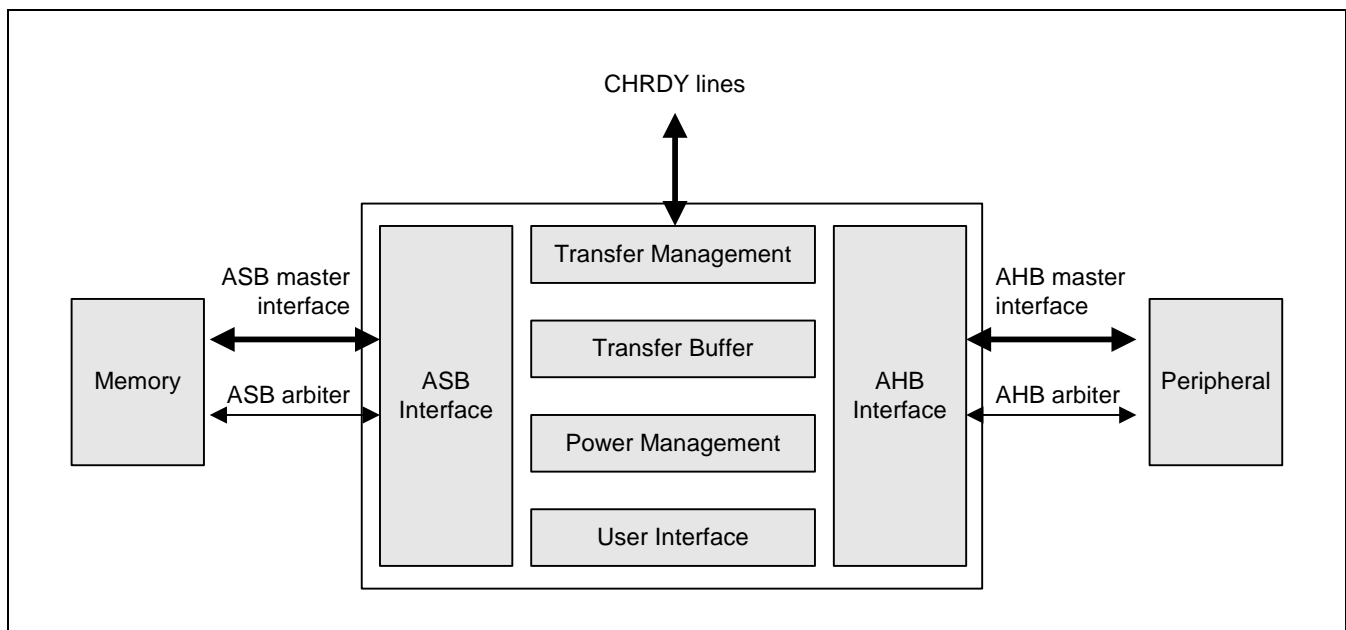 CHRDY lines
Transfer Management
ASB master
interface
AHB master
interface
Transfer Buffer
Memory
ASB arbiter
ASB
Interface
AHB
Interface
AHB arbiter
Peripheral
Power Management
User Interface